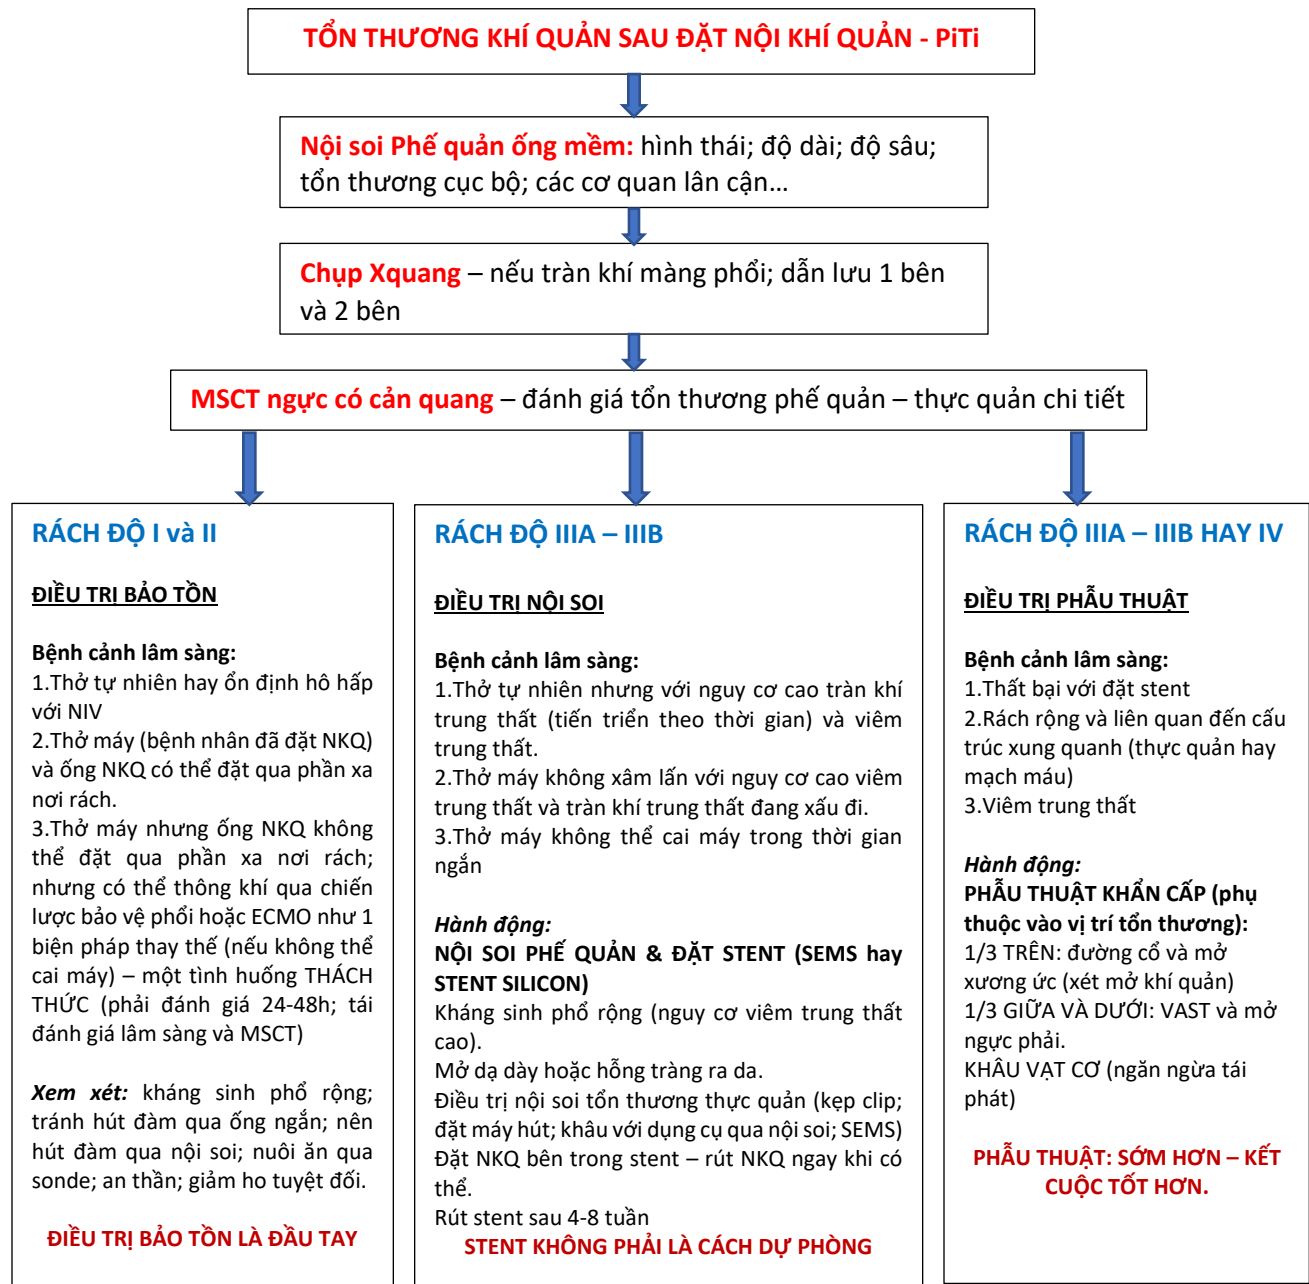 TỔN THƯƠNG KHÍ QUẢN SAU ĐẶT NỘI KHÍ QUẢN - PiTi
Nội soi Phế quản ống mềm: hình thái; độ dài; độ sâu;
tổn thương cục bộ; các cơ quan lân cận...
Chụp Xquang – nếu tràn khí màng phổi; dẫn lưu 1 bên
và 2 bên
MSCT ngực có cản quang – đánh giá tổn thương phế quản – thực quản chi tiết
RÁCH ĐỘ I và II
ĐIỀU TRỊ BẢO TỒN
Bệnh cảnh lâm sàng:
1.Thở tự nhiên hay ổn định hô hấp
với NIV
2.Thở máy (bệnh nhân đã đặt NKQ)
và ống NKQ có thể đặt qua phần xa
nơi rách.
3.Thở máy nhưng ống NKQ không
thể đặt qua phần xa nơi rách;
nhưng có thể thông khí qua chiến
lược bảo vệ phổi hoặc ECMO như 1
biện pháp thay thế (nếu không thể
cai máy) – một tình huống THÁCH
THỨC (phải đánh giá 24-48h; tái
đánh giá lâm sàng và MSCT)
Xem xét: kháng sinh phổ rộng;
tránh hút đàm qua ống ngắn; nên
hút đàm qua nội soi; nuôi ăn qua
sonde; an thần; giảm ho tuyệt đối.
ĐIỀU TRỊ BẢO TỒN LÀ ĐẦU TAY
RÁCH ĐỘ IIIA – IIIB
ĐIỀU TRỊ NỘI SOI
Bệnh cảnh lâm sàng:
1.Thở tự nhiên nhưng với nguy cơ cao tràn khí
trung thất (tiến triển theo thời gian) và viêm
trung thất.
2.Thở máy không xâm lấn với nguy cơ cao viêm
trung thất và tràn khí trung thất đang xấu đi.
3.Thở máy không thể cai máy trong thời gian
ngắn
Hành động:
NỘI SOI PHẾ QUẢN & ĐẶT STENT (SEMS hay
STENT SILICON)
Kháng sinh phổ rộng (nguy cơ viêm trung thất
cao).
Mở dạ dày hoặc hỗng tràng ra da.
Điều trị nội soi tổn thương thực quản (kẹp clip;
đặt máy hút; khâu với dụng cụ qua nội soi; SEMS)
Đặt NKQ bên trong stent – rút NKQ ngay khi có
thể.
Rút stent sau 4-8 tuần
STENT KHÔNG PHẢI LÀ CÁCH DỰ PHÒNG
RÁCH ĐỘ IIIA – IIIB HAY IV
ĐIỀU TRỊ PHẪU THUẬT
Bệnh cảnh lâm sàng:
1.Thất bại với đặt stent
2.Rách rộng và liên quan đến cấu
trúc xung quanh (thực quản hay
mạch máu)
3.Viêm trung thất
Hành động:
PHẪU THUẬT KHẨN CẤP (phụ
thuộc vào vị trí tổn thương):
1/3 TRÊN: đường cổ và mở
xương ức (xét mở khí quản)
1/3 GIỮA VÀ DƯỚI: VAST và mở
ngực phải.
KHÂU VẠT CƠ (ngăn ngừa tái
phát)
PHẪU THUẬT: SỚM HƠN – KẾT
CUỘC TỐT HƠN.